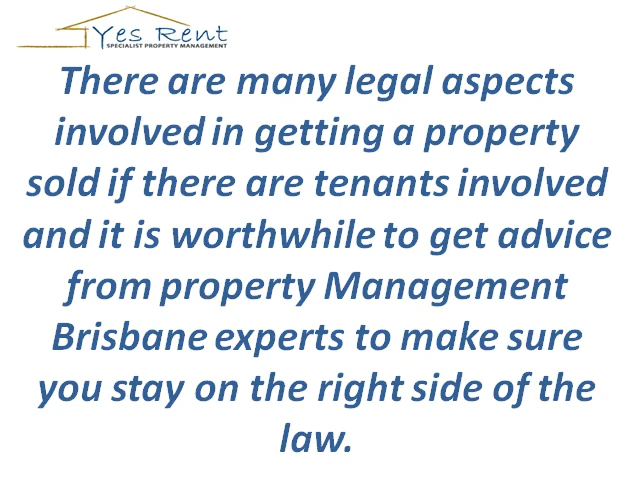 Yes Rent
SPECIALIST PROPERTY MANAGEMENT
There are many legal aspects
involved in getting a property
sold if there are tenants involved
and it is worthwhile to get advice
from property Management
Brisbane experts to make sure
you stay on the right side of the
law.